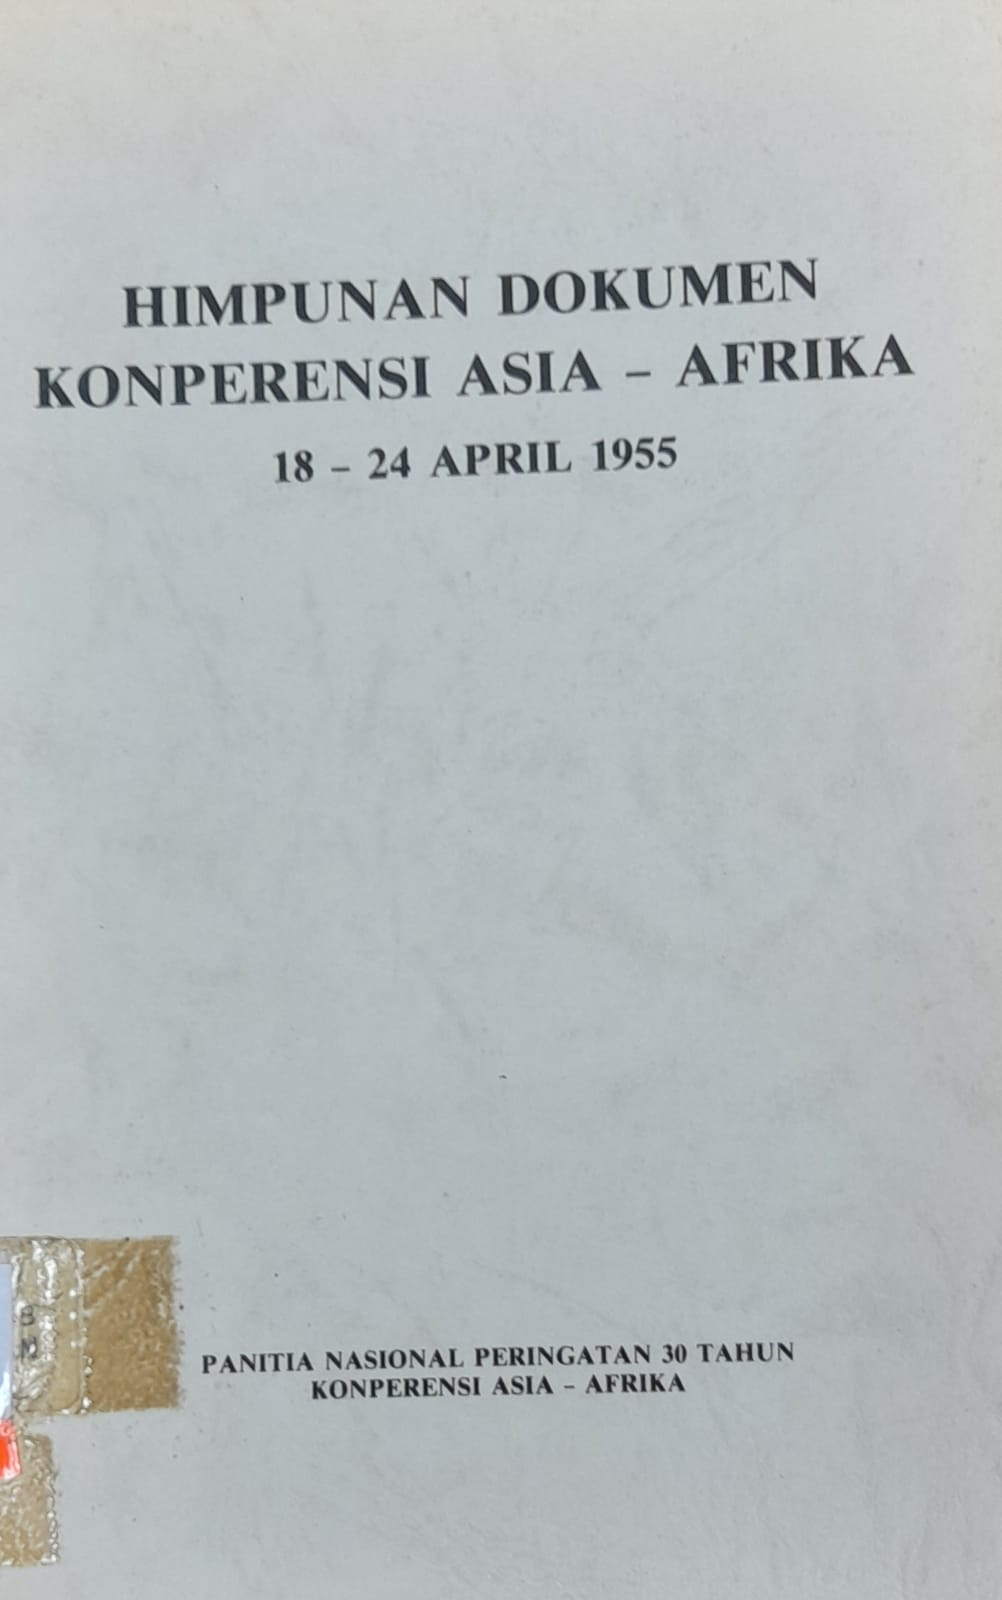 HIMPUNAN DOKUMEN
KONPERENSI ASIA – AFRIKA
18 – 24 APRIL 1955
PANITIA NASIONAL PERINGATAN 30 TAHUN
KONPERENSI ASIA – AFRIKA